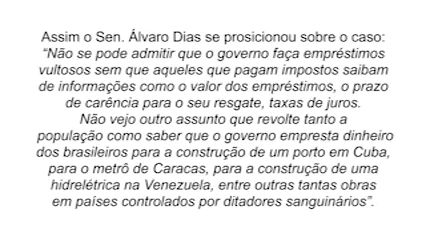 Assim o Sen. Álvaro Dias se prosicionou sobre o caso:
“Não se pode admitir que o governo faça empréstimos
vultosos sem que aqueles que pagam impostos saibam
de informações como o valor dos empréstimos, o prazo
de carência para o seu resgate, taxas de juros.
Não vejo outro assunto que revolte tanto a
população como saber que o governo empresta dinheiro
dos brasileiros para a construção de um porto em Cuba,
para o metrô de Caracas, para a construção de uma
hidrelétrica na Venezuela, entre outras tantas obras
em países controlados por ditadores sanguinários”.